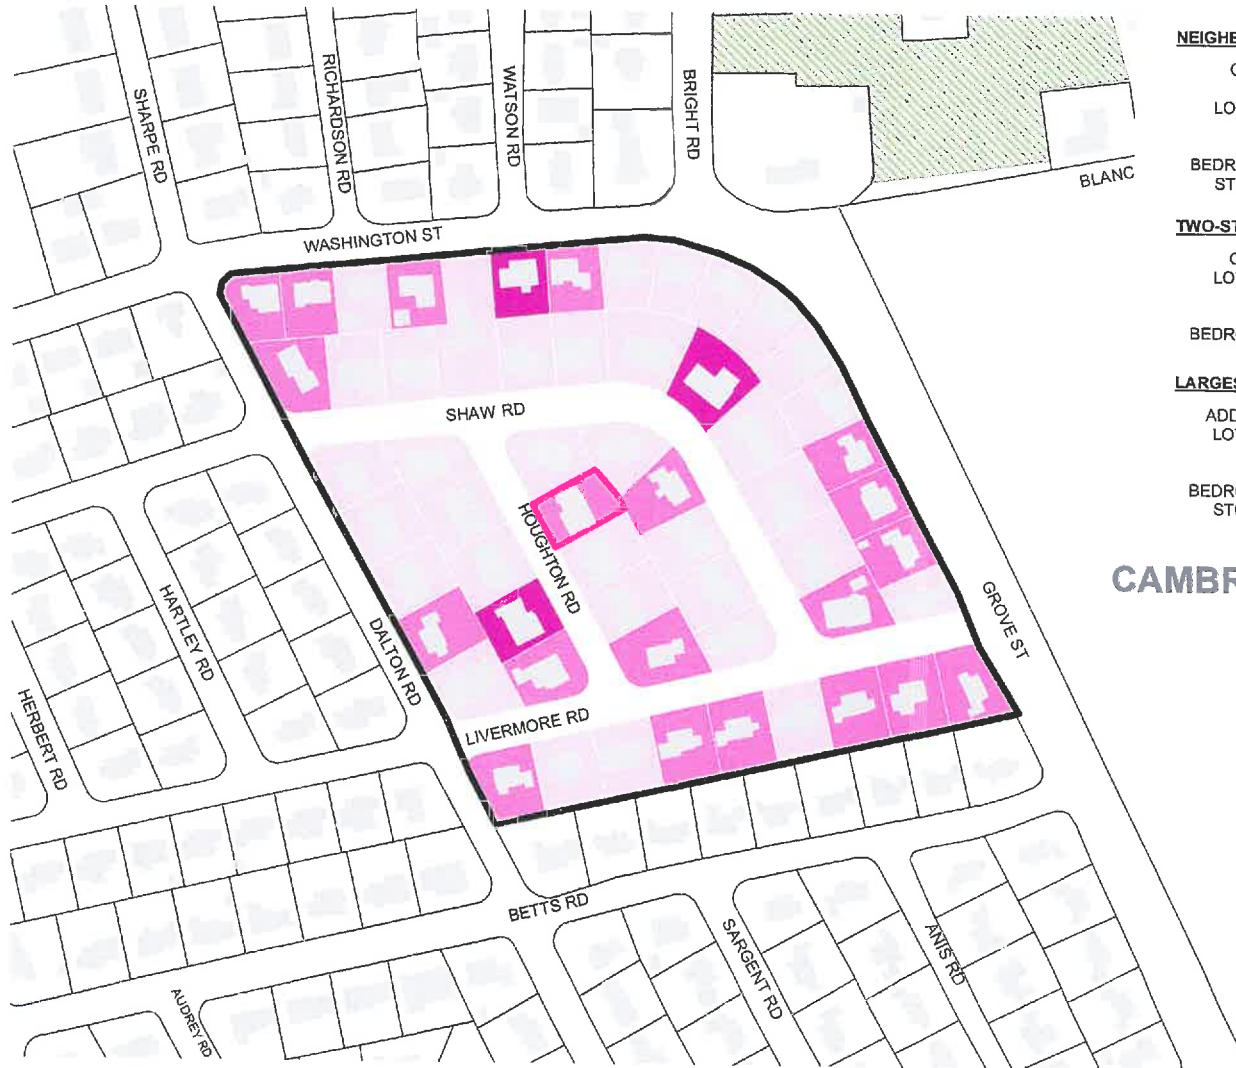 SHARPE RD
RICHARDSON RD
WATSON RD
BRIGHT RD
BLANC
WASHINGTON ST
SHAW RD
HOUGHTON RD
HARTLEY RD
DALTON RD
HERBERT RD
LIVERMORE RD
GROVE ST
BETTS RD
SARGENT RD
ANIS RD
AUDREY RD
NEIGHB
LO
BEDR
ST
TWO-ST
LO
BEDR
LARGES
ADD
LO
BEDR
STO
CAMBR